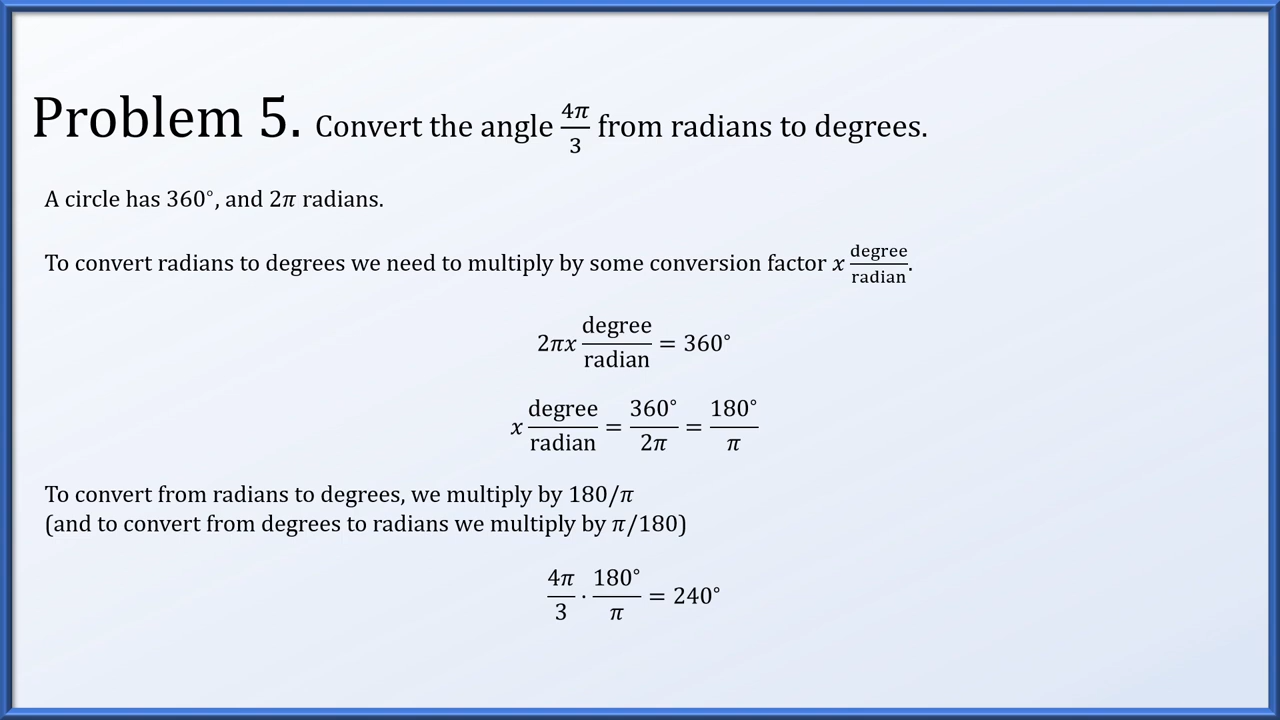 Problem 5. Convert the angle 4π/3 from radians to degrees.
A circle has 360°, and 2π radians.
To convert radians to degrees we need to multiply by some conversion factor x degree/radian.
2πx degree/radian = 360°
x degree/radian = 360°/2π = 180°/π
To convert from radians to degrees, we multiply by 180/π
(and to convert from degrees to radians we multiply by π/180)
4π/3 · 180°/π = 240°